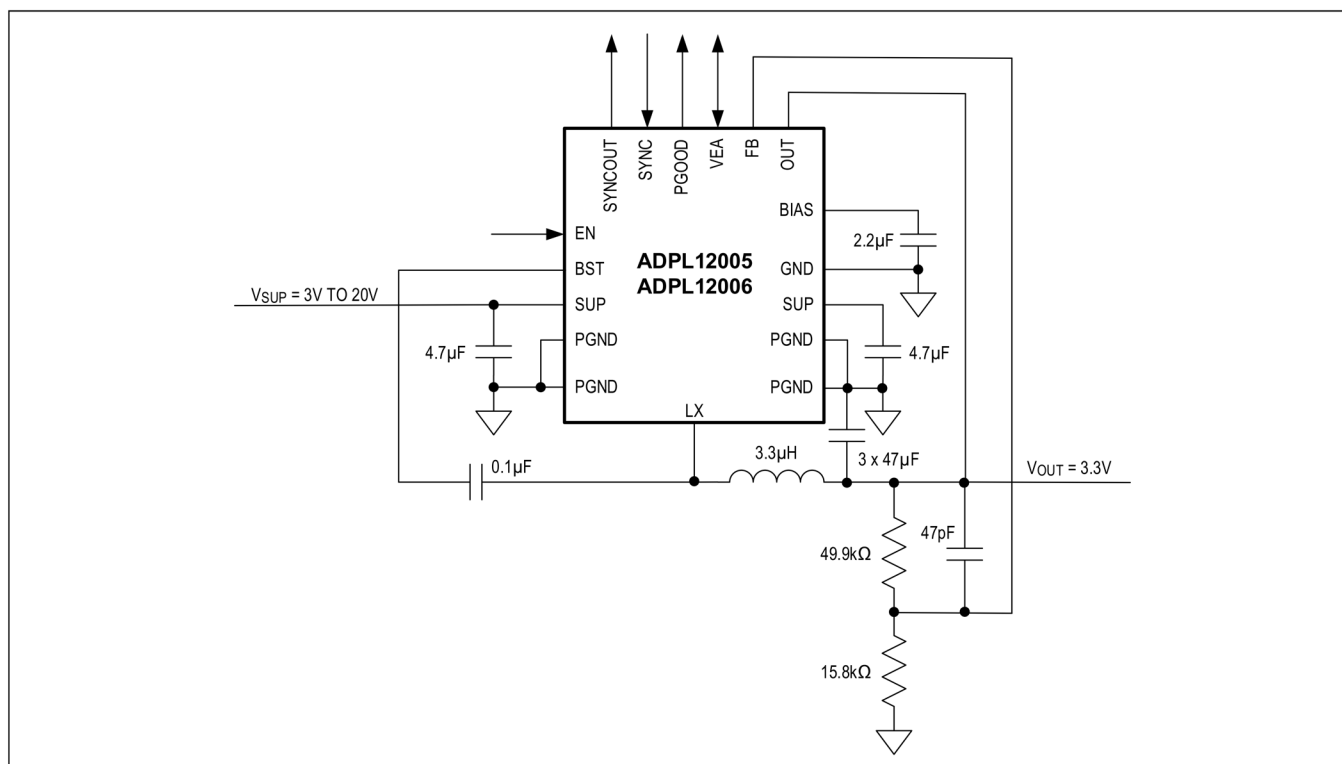 SYNCOUT
SYNC
PGOOD
VEA
FB
OUT
BIAS
2.2µF
EN
ADPL12005
ADPL12006
BST
GND
VSUP = 3V TO 20V
SUP
SUP
4.7µF
PGND
PGND
4.7µF
PGND
PGND
LX
0.1µF
3.3µH
3 x 47µF
VOUT = 3.3V
49.9kΩ
47pF
15.8kΩ